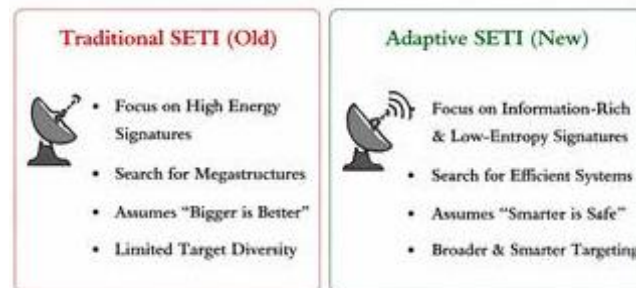 Traditional SETI (Old)
Focus on High Energy
Signatures
Search for Megastructures
Assumes "Bigger is Better"
Limited Target Diversity
Adaptive SETI (New)
Focus on Information-Rich
& Low-Entropy Signatures
Search for Efficient Systems
Assumes "Smarter is Safe"
Broader & Smarter Targeting